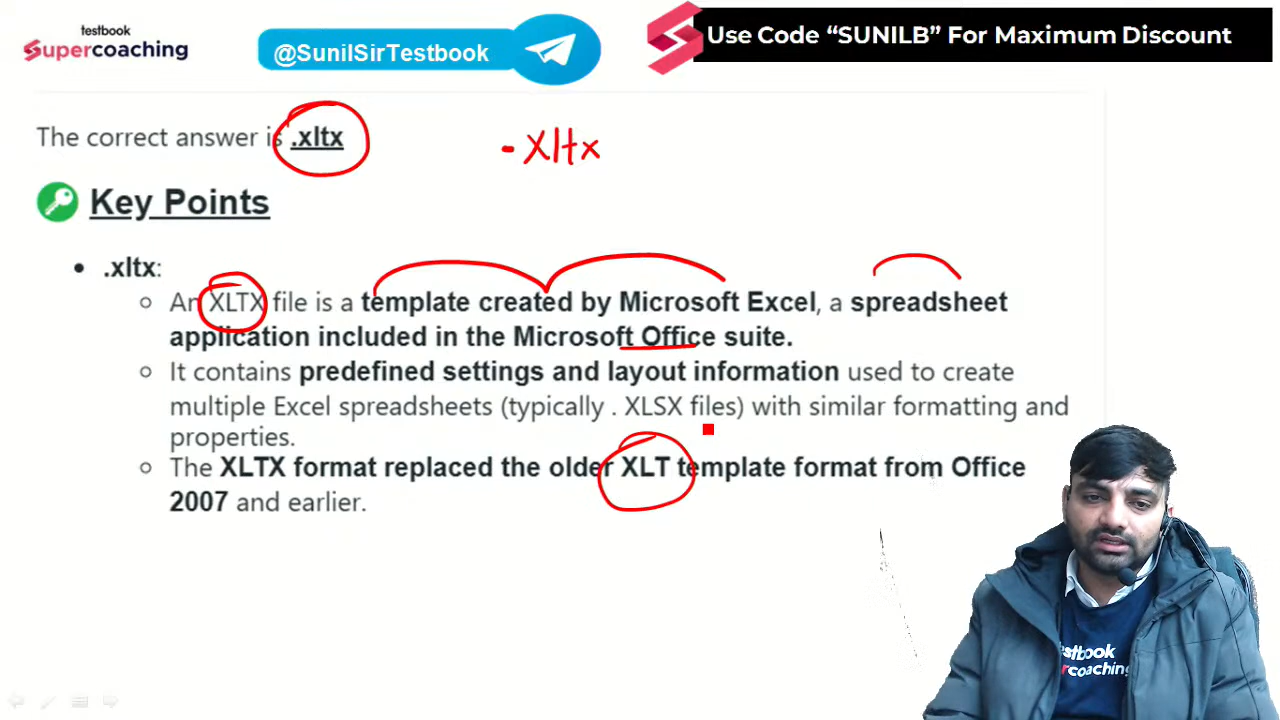 testbook
Supercoaching
@SunilSirTestbook
Use Code “SUNILB” For Maximum Discount
The correct answer is .xltx
- Xltx
Key Points
• .xltx:
○ An XLTX file is a template created by Microsoft Excel, a spreadsheet
application included in the Microsoft Office suite.
○ It contains predefined settings and layout information used to create
multiple Excel spreadsheets (typically . XLSX files) with similar formatting and
properties.
○ The XLTX format replaced the older XLT template format from Office
2007 and earlier.
testbook
supercoaching